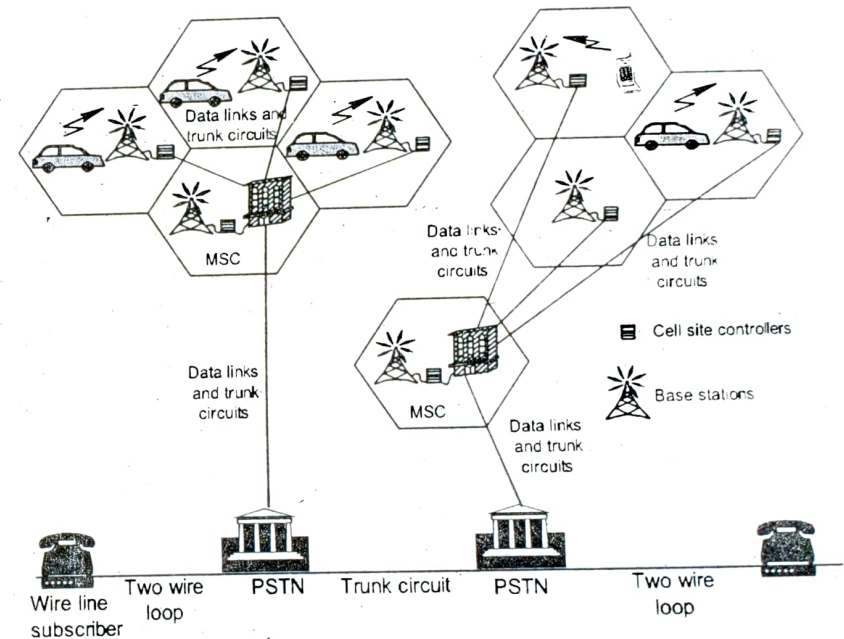 Data links and
trunk circuits
MSC
Data links
and trunk
circuits
Data links
and trunk
circuits
Data links
and trunk
circuits
Cell site controllers
Base stations
MSC
Data links
and trunk
circuits
Wire line
subscriber
Two wire
loop
PSTN
Trunk circuit
PSTN
Two wire
loop